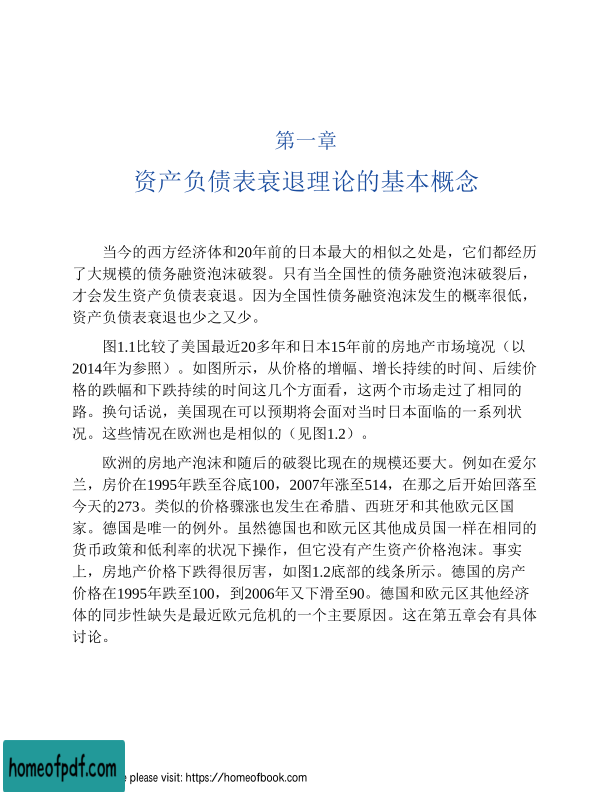 第一章
资产负债表衰退理论的基本概念
当今的西方经济体和20年前的日本最大的相似之处是，它们都经历
了大规模的债务融资泡沫破裂。只有当全国性的债务融资泡沫破裂后，
才会发生资产负债表衰退。因为全国性债务融资泡沫发生的概率很低，
资产负债表衰退也少之又少。
图1.1比较了美国最近20多年和日本15年前的房地产市场境况（以
2014年为参照）。如图所示，从价格的增幅、增长持续的时间、后续价
格的跌幅和下跌持续的时间这几个方面看，这两个市场走过了相同的
路。换句话说，美国现在可以预期将会面对当时日本面临的一系列状
况。这些情况在欧洲也是相似的（见图1.2）。
欧洲的房地产泡沫和随后的破裂比现在的规模还要大。例如在爱尔
兰，房价在1995年跌至谷底100，2007年涨至514，在那之后开始回落至
今天的273。类似的价格骤涨也发生在希腊、西班牙和其他欧元区国
家。德国是唯一的例外。虽然德国也和欧元区其他成员国一样在相同的
货币政策和低利率的状况下操作，但它没有产生资产价格泡沫。事实
上，房地产价格下跌得很厉害，如图1.2底部的线条所示。德国的房产
价格在1995年跌至100，到2006年又下滑至90。德国和欧元区其他经济
体的同步性缺失是最近欧元危机的一个主要原因。这在第五章会有具体
讨论。
homeofpdf.com
e please visit: https://homeofbook.com